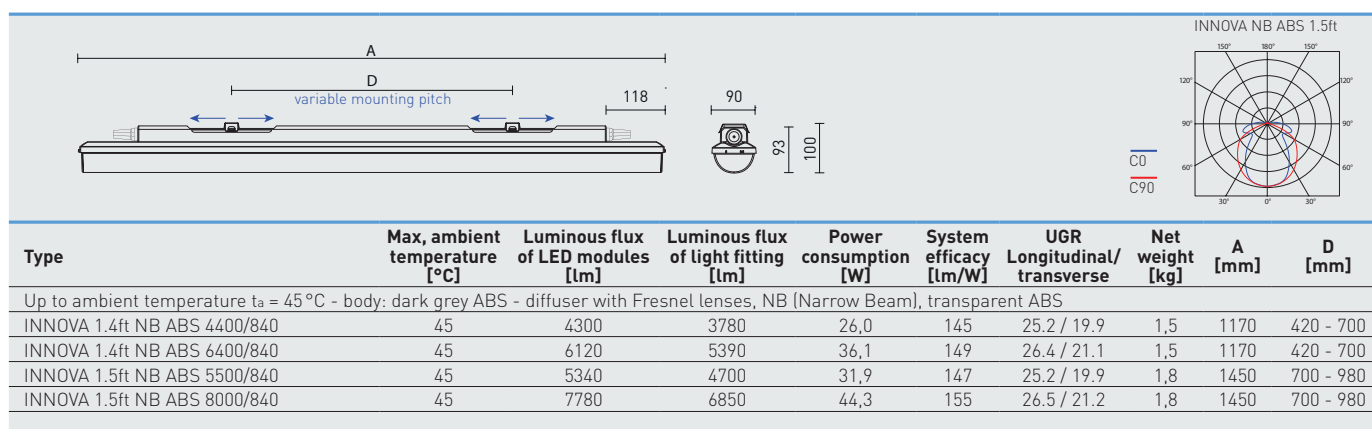 INNOVA NB ABS 1.5ft
A
D
variable mounting pitch
118
90
93
100
150° 180° 150°
120° 120°
90° 90°
60° 60°
30° 0° 30°
C0
C90
Type Max, ambient temperature [°C] Luminous flux of LED modules [lm] Luminous flux of light fitting [lm] Power consumption [W] System efficacy [lm/W] UGR Longitudinal/ transverse Net weight [kg] A [mm] D [mm]
Up to ambient temperature ta = 45°C - body: dark grey ABS - diffuser with Fresnel lenses, NB (Narrow Beam), transparent ABS
INNOVA 1.4ft NB ABS 4400/840 45 4300 3780 26,0 145 25.2 / 19.9 1,5 1170 420 - 700
INNOVA 1.4ft NB ABS 6400/840 45 6120 5390 36,1 149 26.4 / 21.1 1,5 1170 420 - 700
INNOVA 1.5ft NB ABS 5500/840 45 5340 4700 31,9 147 25.2 / 19.9 1,8 1450 700 - 980
INNOVA 1.5ft NB ABS 8000/840 45 7780 6850 44,3 155 26.5 / 21.2 1,8 1450 700 - 980